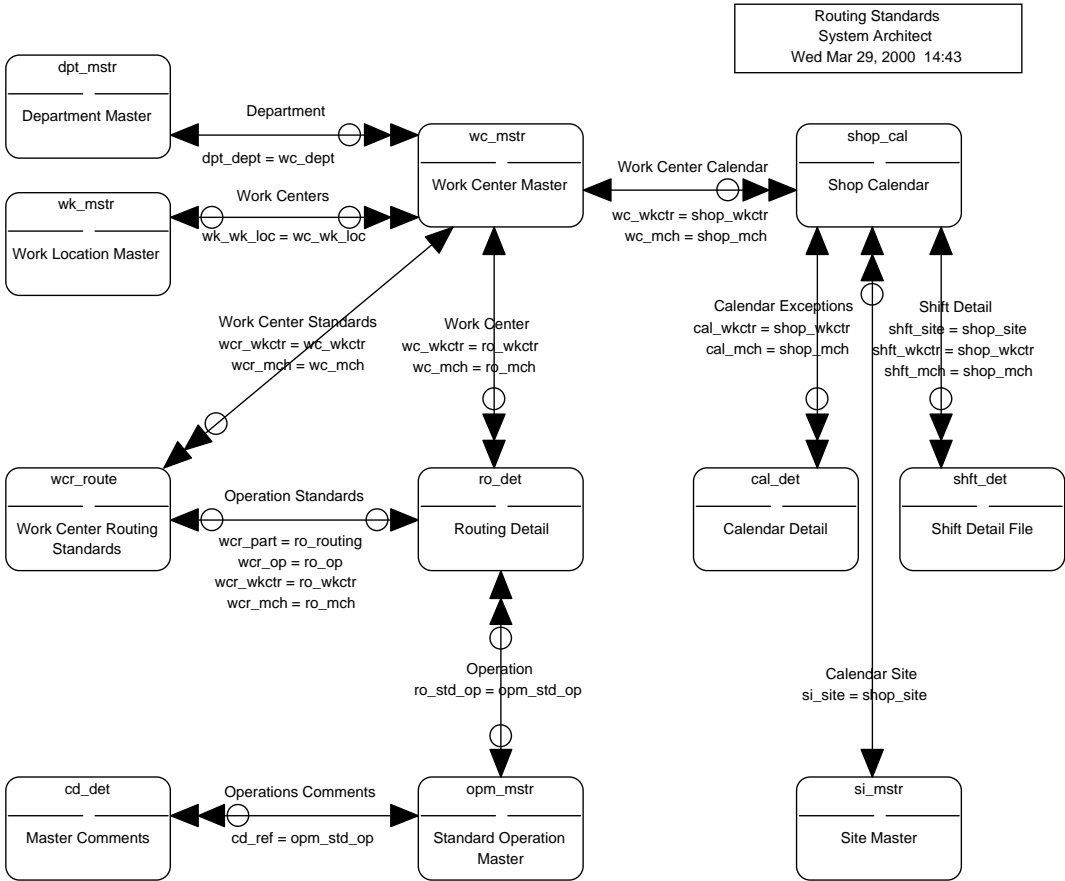 Routing Standards
System Architect
Wed Mar 29, 2000  14:43
dpt_mstr
Department Master
Department
dpt_dept = wc_dept
wc_mstr
Work Center Master
Work Center Calendar
wc_wkctr = shop_wkctr
wc_mch = shop_mch
shop_cal
Shop Calendar
wk_mstr
Work Location Master
Work Centers
wk_wk_loc = wc_wk_loc
Work Center Standards
wcr_wkctr = wc_wkctr
wcr_mch = wc_mch
Work Center
wc_wkctr = ro_wkctr
wc_mch = ro_mch
Calendar Exceptions
cal_wkctr = shop_wkctr
cal_mch = shop_mch
Shift Detail
shft_site = shop_site
shft_wkctr = shop_wkctr
shft_mch = shop_mch
wcr_route
Work Center Routing
Standards
Operation Standards
wcr_part = ro_routing
wcr_op = ro_op
wcr_wkctr = ro_wkctr
wcr_mch = ro_mch
ro_det
Routing Detail
cal_det
Calendar Detail
shft_det
Shift Detail File
Operation
ro_std_op = opm_std_op
Calendar Site
si_site = shop_site
cd_det
Master Comments
Operations Comments
cd_ref = opm_std_op
opm_mstr
Standard Operation
Master
si_mstr
Site Master